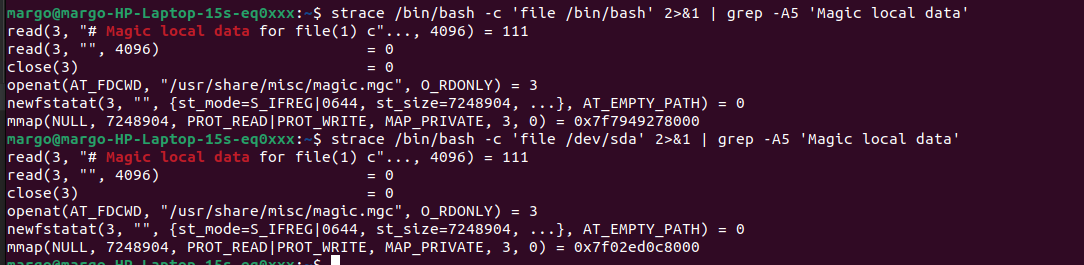 margo@margo-HP-Laptop-15s-eq0xxx:~$ strace /bin/bash -c 'file /bin/bash' 2>&1 | grep -A5 'Magic local data'
read(3, "# Magic local data for file(1) c"..., 4096) = 111
read(3, "", 4096)                       = 0
close(3)                                = 0
openat(AT_FDCWD, "/usr/share/misc/magic.mgc", O_RDONLY) = 3
newfstatat(3, "", {st_mode=S_IFREG|0644, st_size=7248904, ...}, AT_EMPTY_PATH) = 0
mmap(NULL, 7248904, PROT_READ|PROT_WRITE, MAP_PRIVATE, 3, 0) = 0x7f7949278000
margo@margo-HP-Laptop-15s-eq0xxx:~$ strace /bin/bash -c 'file /dev/sda' 2>&1 | grep -A5 'Magic local data'
read(3, "# Magic local data for file(1) c"..., 4096) = 111
read(3, "", 4096)                       = 0
close(3)                                = 0
openat(AT_FDCWD, "/usr/share/misc/magic.mgc", O_RDONLY) = 3
newfstatat(3, "", {st_mode=S_IFREG|0644, st_size=7248904, ...}, AT_EMPTY_PATH) = 0
mmap(NULL, 7248904, PROT_READ|PROT_WRITE, MAP_PRIVATE, 3, 0) = 0x7f02ed0c8000
margo@margo-HP-Laptop-15s-eq0xxx:~$